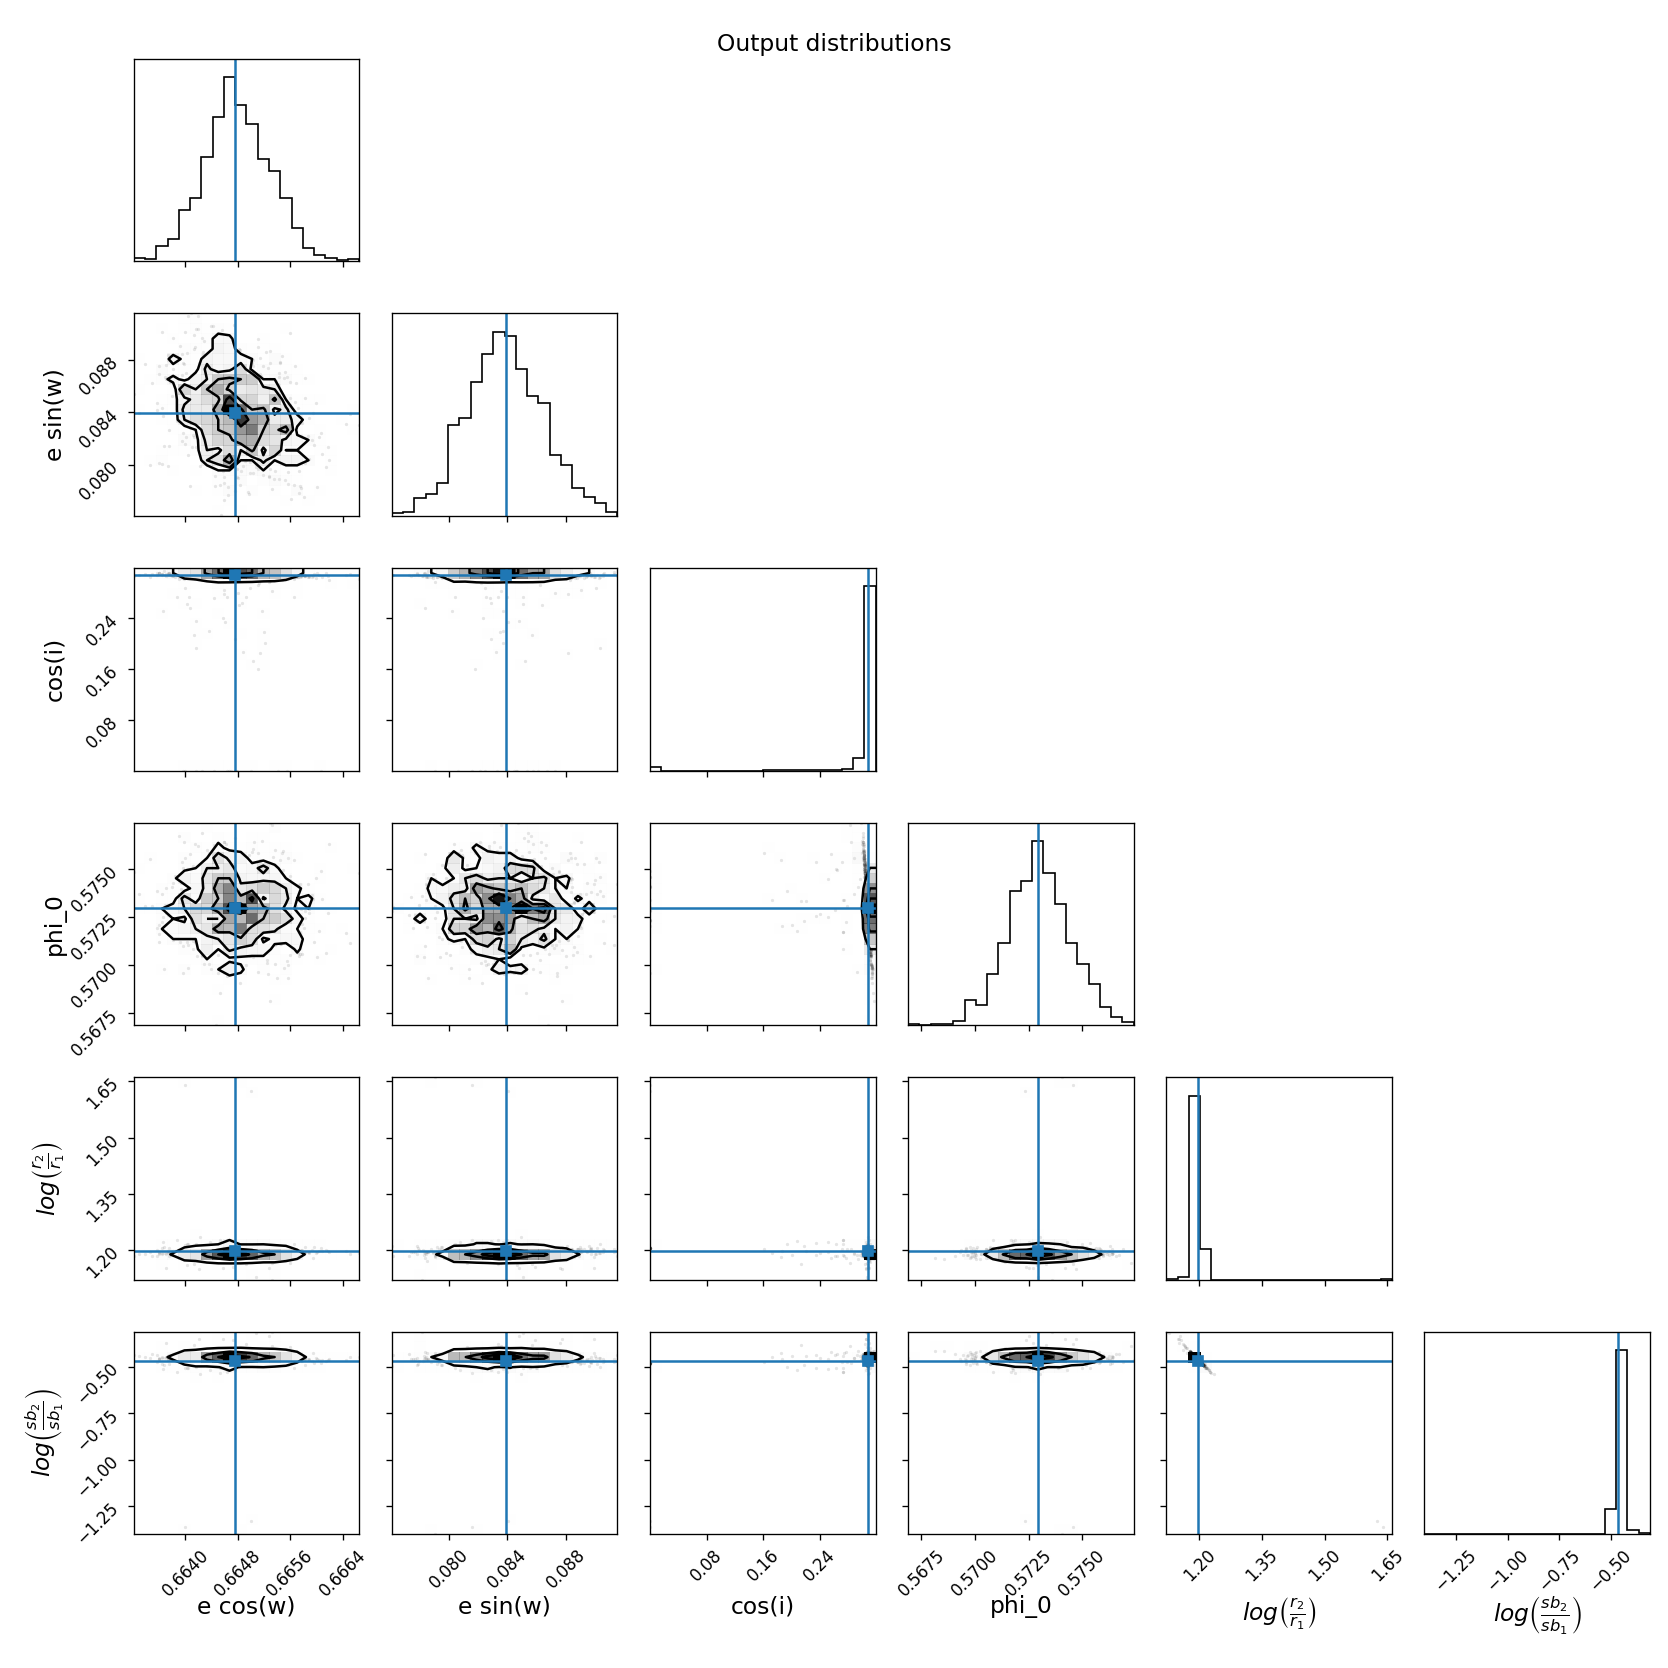 Output distributions
e sin(w)
0.088
0.084
0.080
cos(i)
0.24
0.16
0.08
phi_0
0.5750
0.5725
0.5700
0.5675
log(r₂/r₁)
1.65
1.50
1.35
1.20
log(sb₂/sb₁)
−0.50
−0.75
−1.00
−1.25
0.6640 0.6648 0.6656 0.6664
0.080 0.084 0.088
0.08 0.16 0.24
0.5675 0.5700 0.5725 0.5750
1.20 1.35 1.50 1.65
−1.25 −1.00 −0.75 −0.50
e cos(w) e sin(w) cos(i) phi_0 log(r₂/r₁) log(sb₂/sb₁)